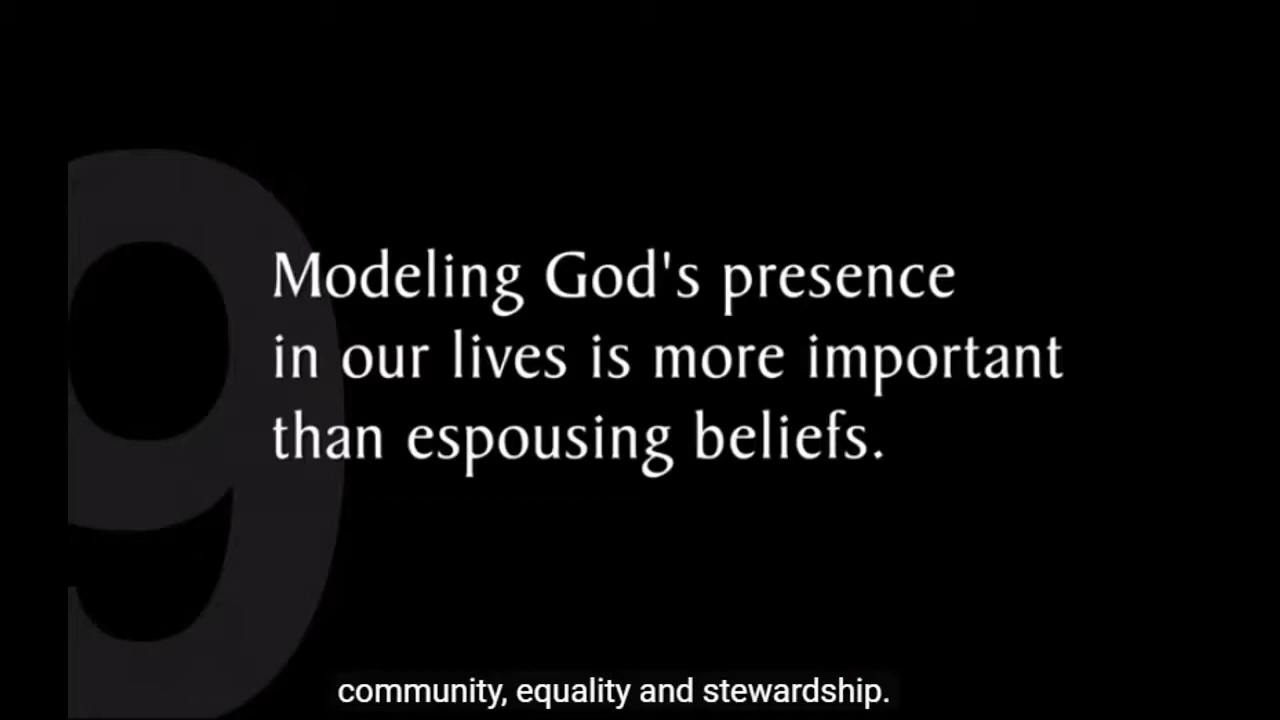 9
Modeling God's presence
in our lives is more important
than espousing beliefs.
community, equality and stewardship.